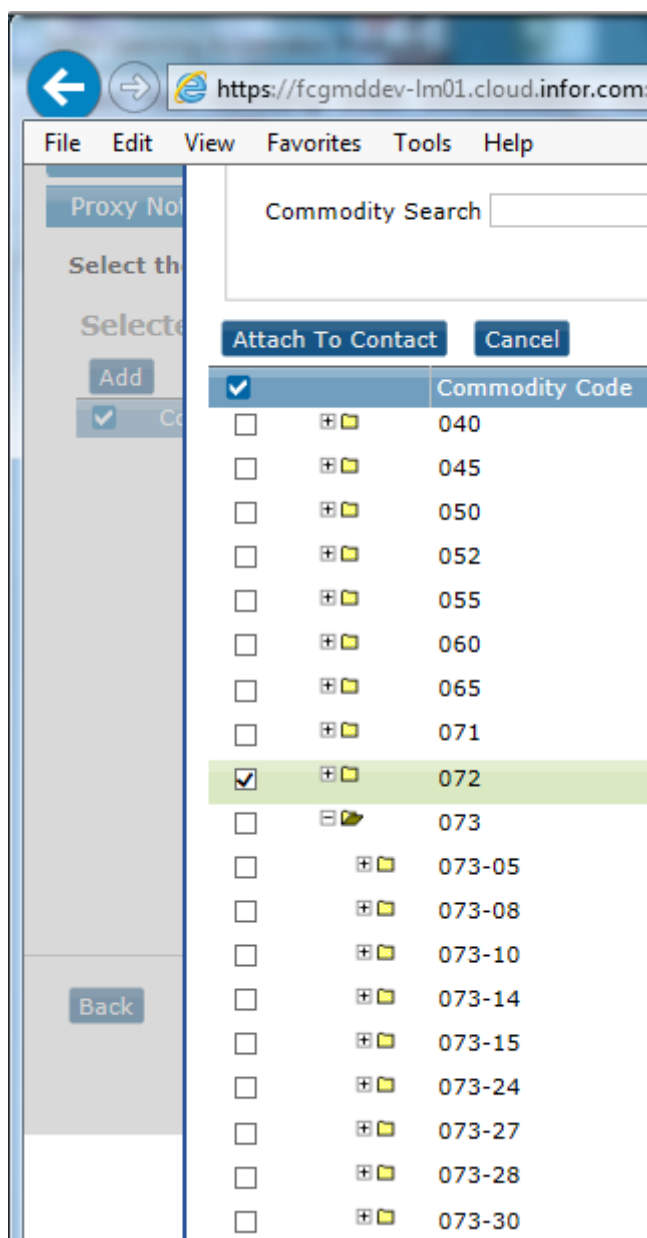 https://fcgmddev-lm01.cloud.infor.com:
File Edit View Favorites Tools Help
Proxy Not
Commodity Search
Select th
Selecte
Attach To Contact Cancel
Add
Commodity Code
Co
040
045
050
052
055
060
065
071
072
073
073-05
073-08
073-10
Back
073-14
073-15
073-24
073-27
073-28
073-30